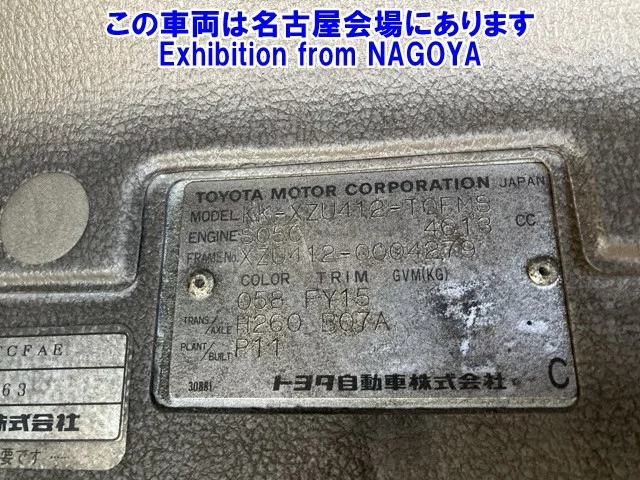 この車両は名古屋会場にあります
Exhibition from NAGOYA
TOYOTA MOTOR CORPORATION JAPAN
MODEL KK-XZU412-TCFMS
ENGINE S05C 4613 CC
FRAME No. XZU412-0004279
COLOR TRIM GVM(KG)
058 FY15
TRANS/AXLE H260 B07A
PLANT/BUILT P11
30881 トヨタ自動車株式会社 C
TCFAE
63
株式会社
要です……